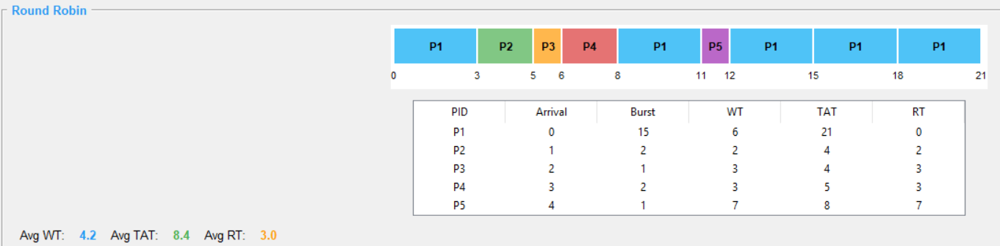 Round Robin
P1 P2 P3 P4 P1 P5 P1 P1 P1
0 3 5 6 8 11 12 15 18 21
PID Arrival Burst WT TAT RT
P1 0 15 6 21 0
P2 1 2 2 4 2
P3 2 1 3 4 3
P4 3 2 3 5 3
P5 4 1 7 8 7
Avg WT: 4.2 Avg TAT: 8.4 Avg RT: 3.0